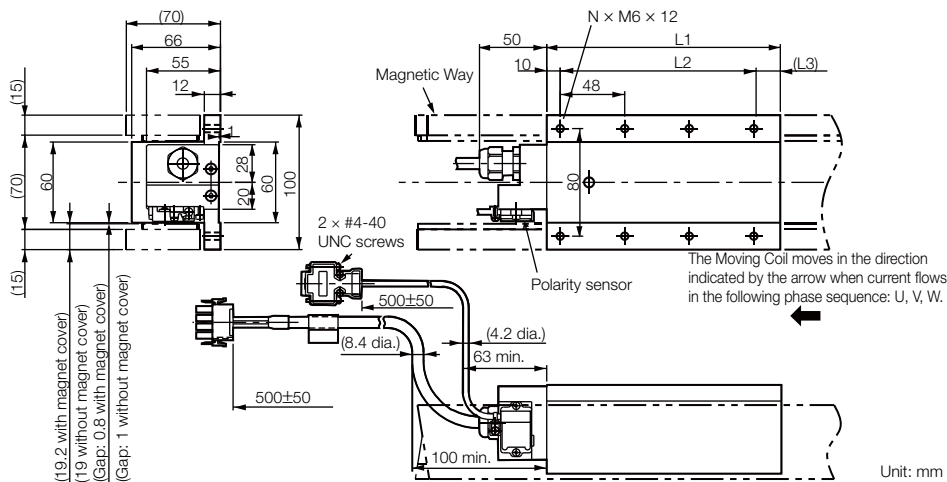 (70)
66
55
12
1
(15)
(70)
(15)
60
28
20
60
100
(19.2 with magnet cover)
(19 without magnet cover)
(Gap: 0.8 with magnet cover)
(Gap: 1 without magnet cover)
N × M6 × 12
50
L1
10
L2
(L3)
48
Magnetic Way
80
2 × #4-40
UNC screws
Polarity sensor
The Moving Coil moves in the direction
indicated by the arrow when current flows
in the following phase sequence: U, V, W.
500±50
(4.2 dia.)
(8.4 dia.)
63 min.
500±50
100 min.
Unit: mm